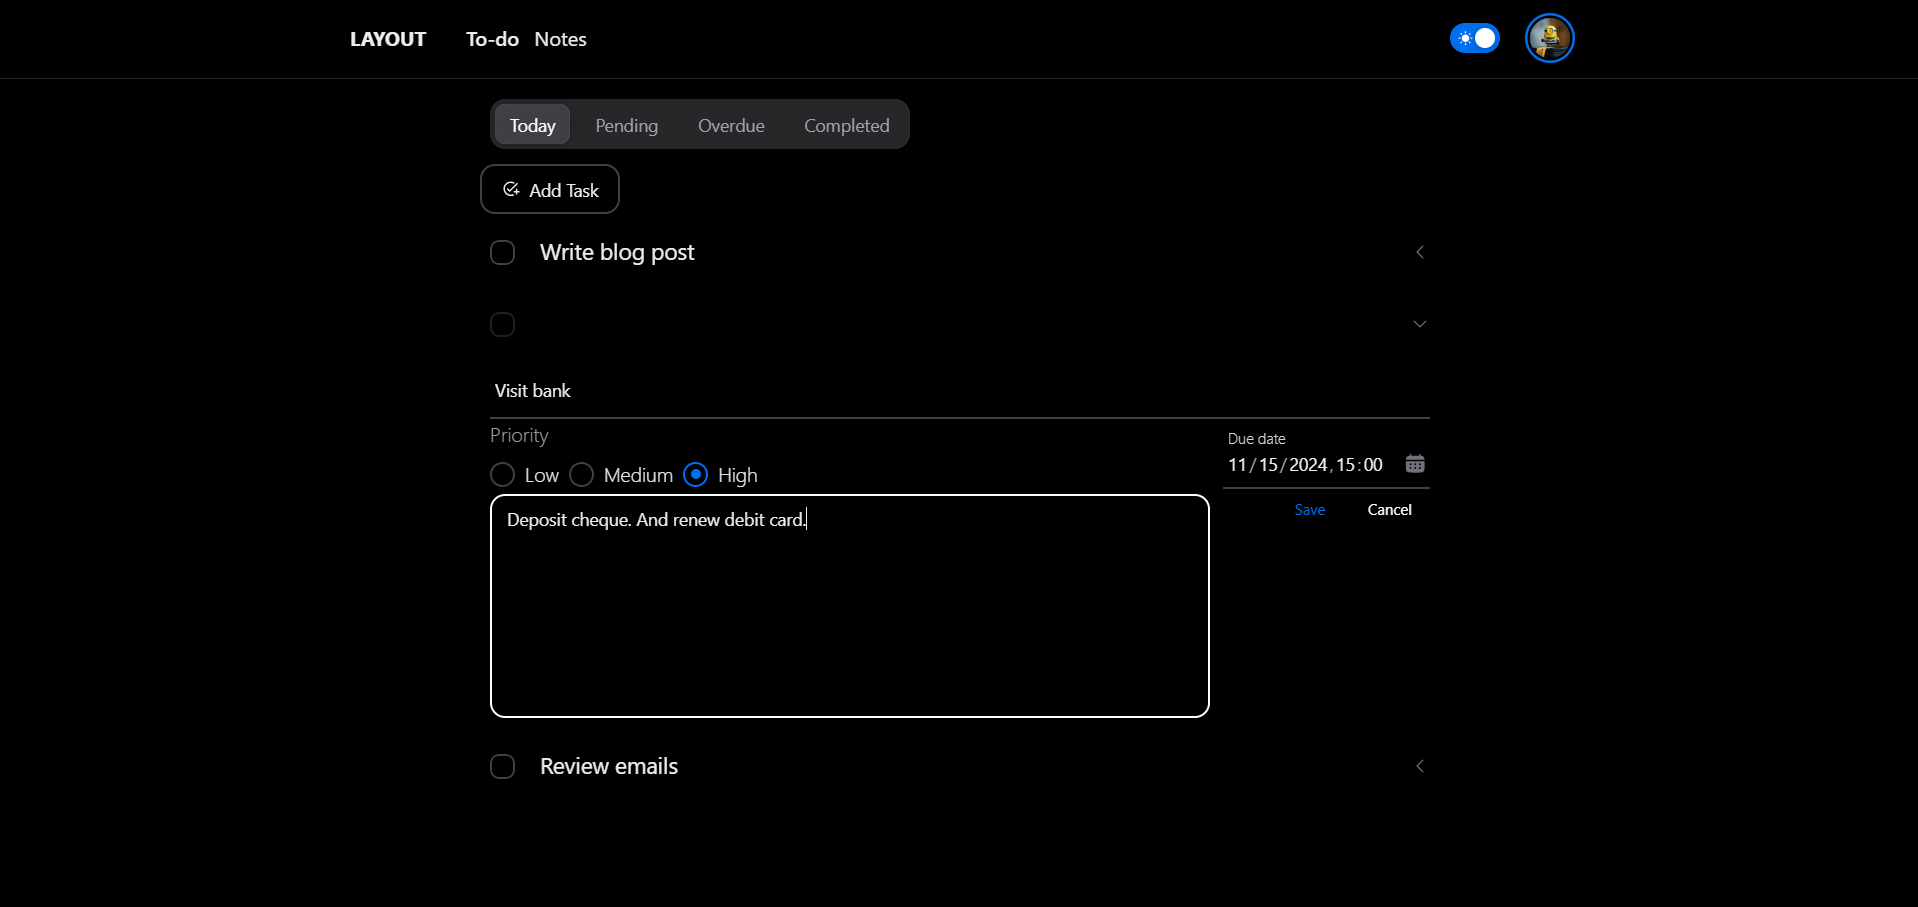 LAYOUT To-do Notes
Today Pending Overdue Completed
Add Task
Write blog post
Visit bank
Priority
Low Medium High
Due date
11/15/2024, 15:00
Save Cancel
Deposit cheque. And renew debit card.
Review emails